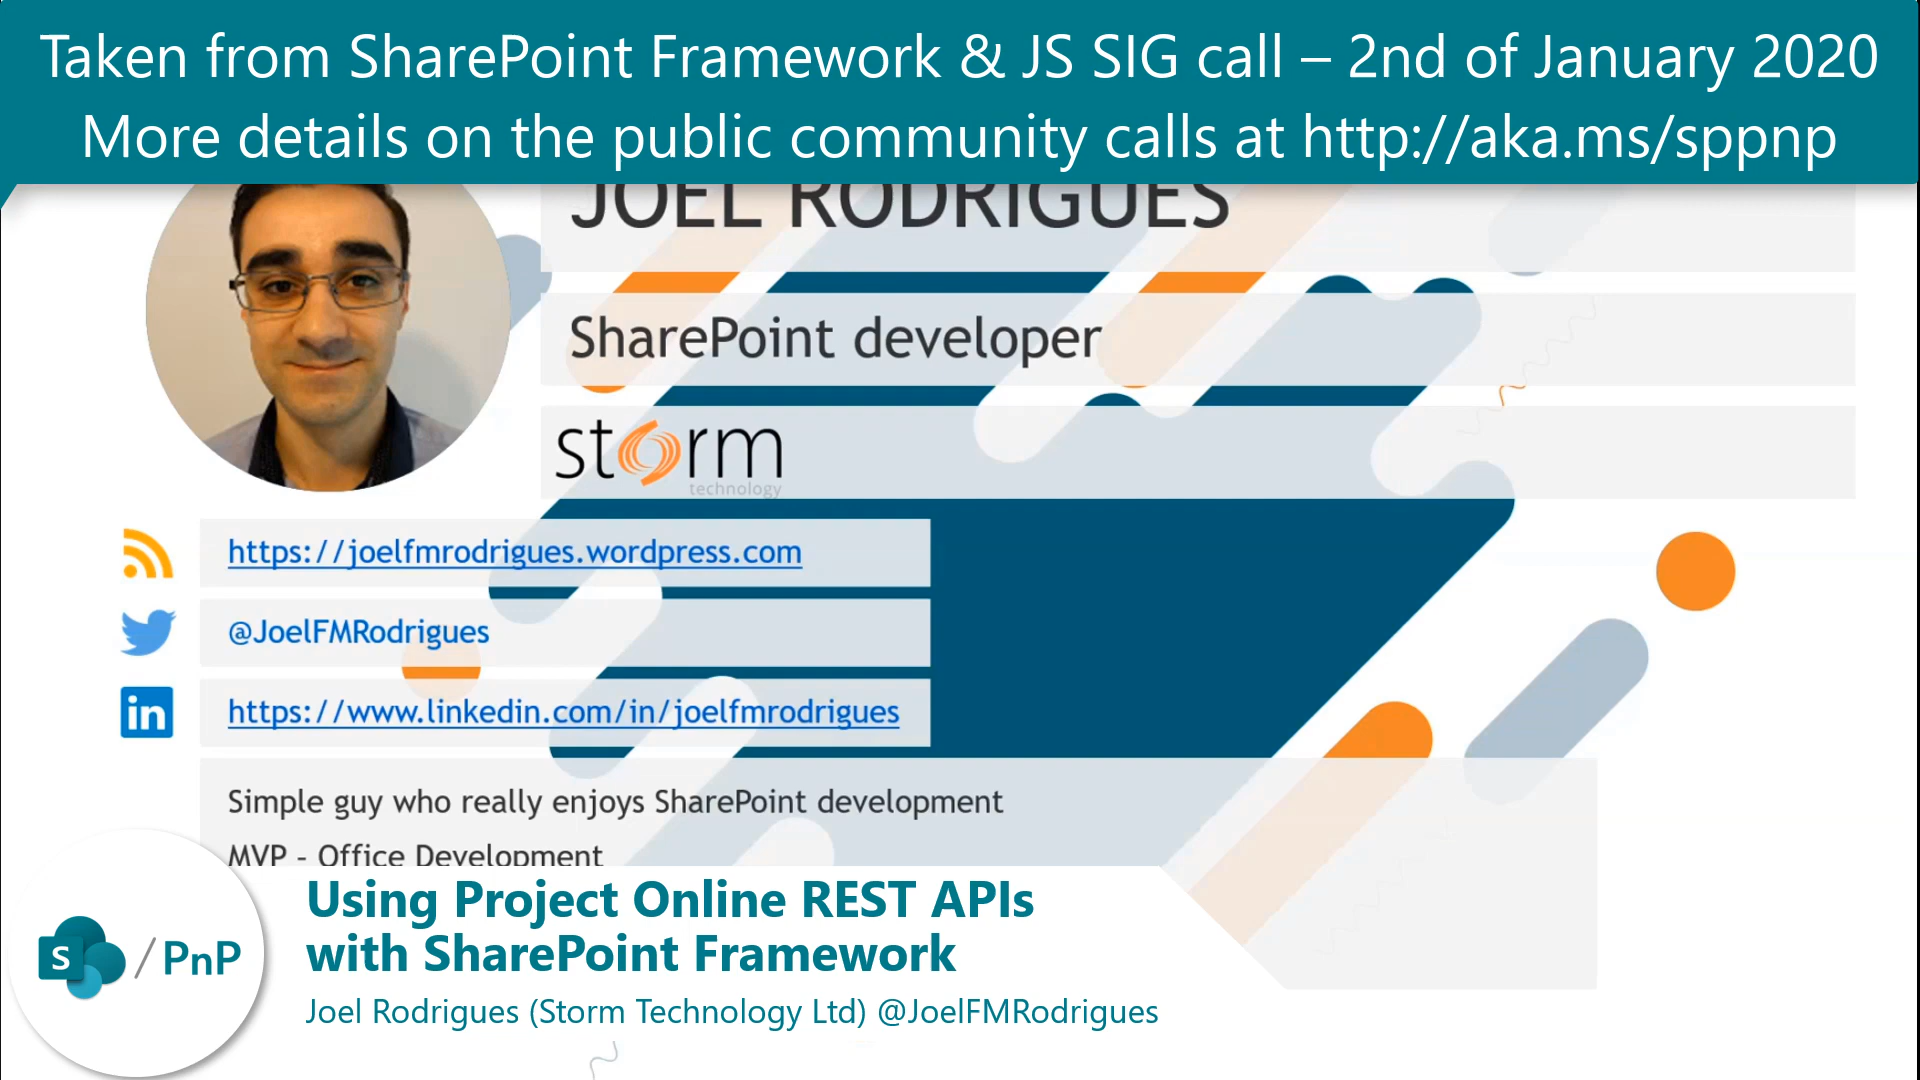 Taken from SharePoint Framework & JS SIG call – 2nd of January 2020
More details on the public community calls at http://aka.ms/sppnp
JOEL RODRIGUES
SharePoint developer
storm
technology
https://joelfmrodrigues.wordpress.com
@JoelFMRodrigues
in
https://www.linkedin.com/in/joelfmrodrigues
Simple guy who really enjoys SharePoint development
MVP - Office Development
Using Project Online REST APIs
with SharePoint Framework
Joel Rodrigues (Storm Technology Ltd) @JoelFMRodrigues
S / PnP